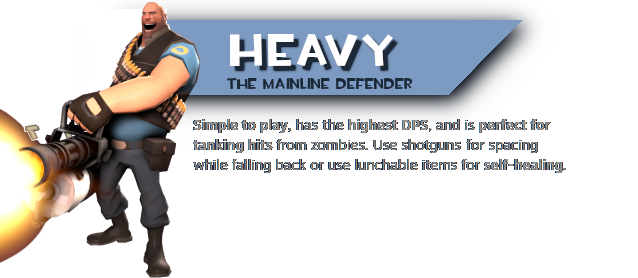 HEAVY
THE MAINLINE DEFENDER
Simple to play, has the highest DPS, and is perfect for
tanking hits from zombies. Use shotguns for spacing
while falling back or use lunchable items for self-healing.